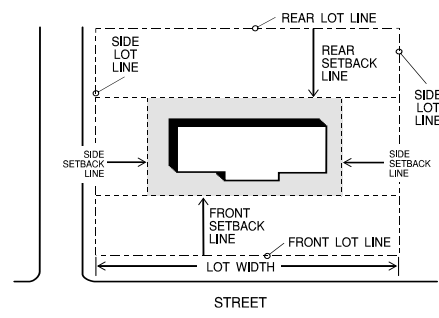 REAR LOT LINE
SIDE
LOT
LINE
REAR
SETBACK
LINE
SIDE
LOT
LINE
SIDE
SETBACK
LINE
SIDE
SETBACK
LINE
FRONT
SETBACK
LINE
FRONT LOT LINE
LOT WIDTH
STREET